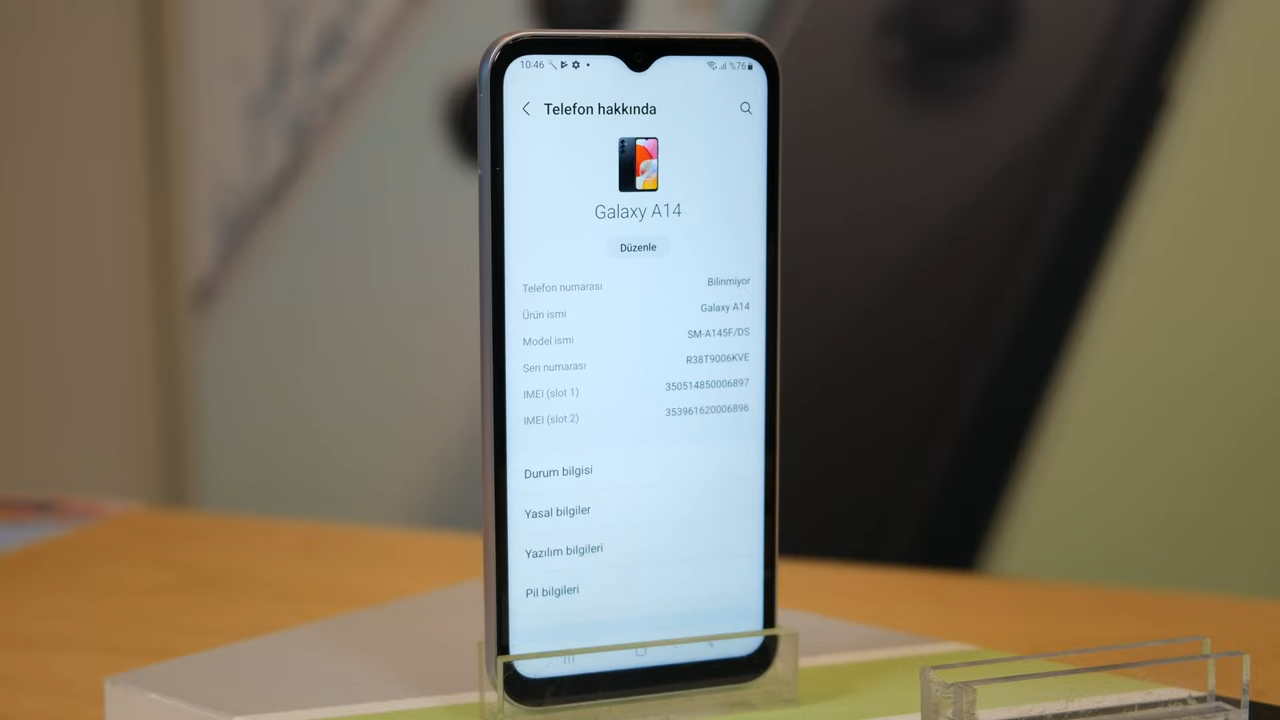 10:46 %76
Telefon hakkında
Galaxy A14
Düzenle
Telefon numarası Bilinmiyor
Ürün ismi Galaxy A14
Model ismi SM-A145F/DS
Seri numarası R38T9006KVE
IMEI (slot 1) 350514850006897
IMEI (slot 2) 353961620006896
Durum bilgisi
Yasal bilgiler
Yazılım bilgileri
Pil bilgileri